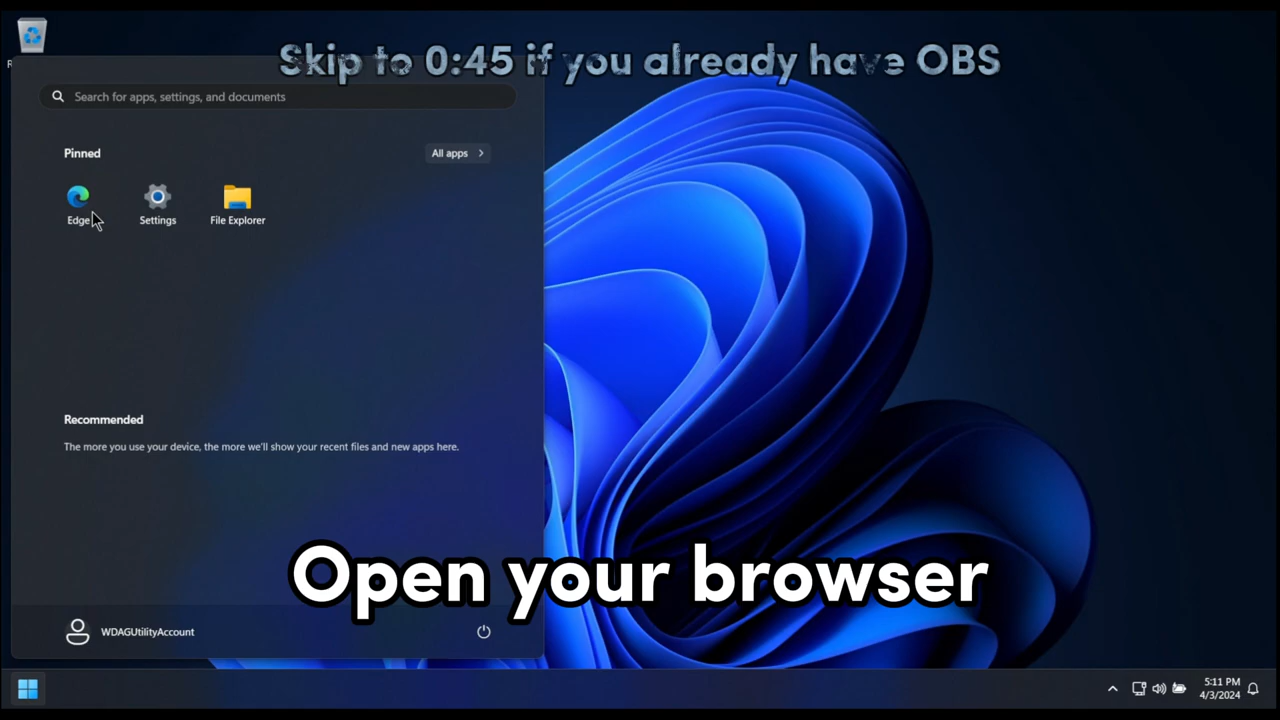 Skip to 0:45 if you already have OBS
R
Search for apps, settings, and documents
Pinned
All apps
Edge
Settings
File Explorer
Recommended
The more you use your device, the more we'll show your recent files and new apps here.
Open your browser
WDAGUtilityAccount
5:11 PM
4/3/2024